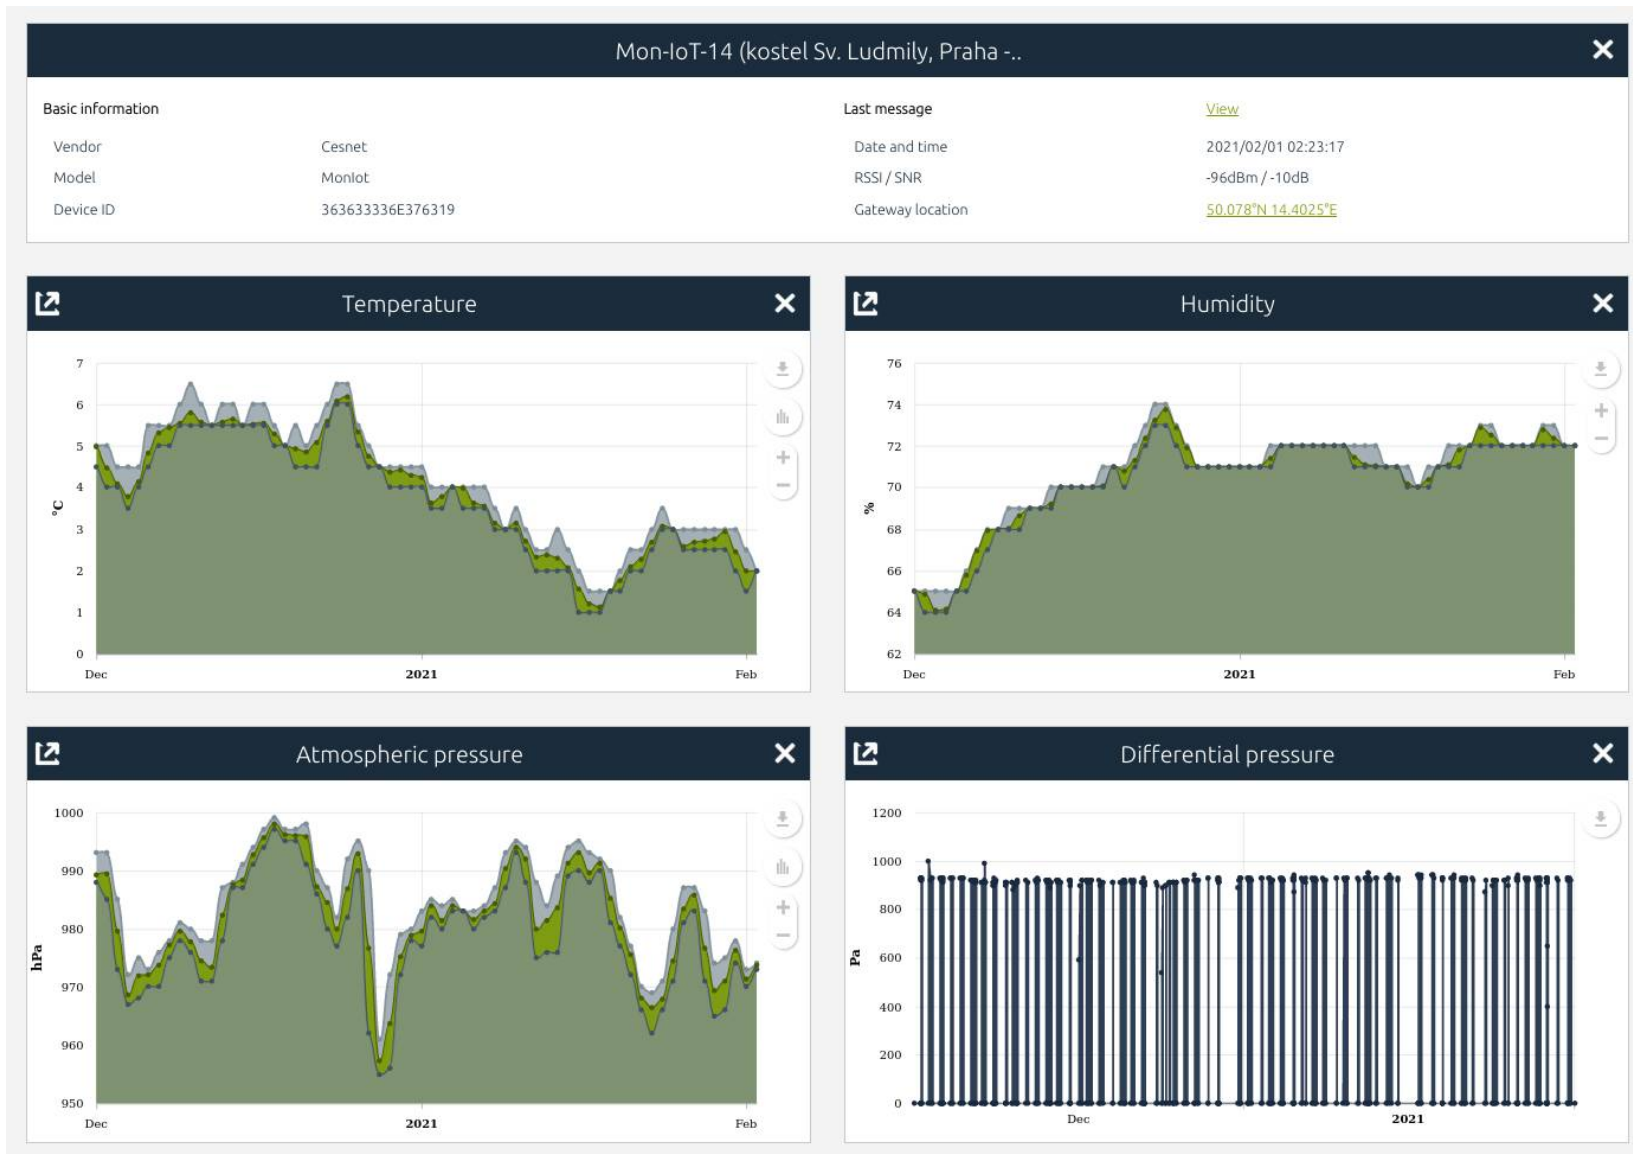 Mon-IoT-14 (kostel Sv. Ludmily, Praha -..
Basic information
Vendor Cesnet
Model MonIot
Device ID 363633336E376319
Last message View
Date and time 2021/02/01 02:23:17
RSSI / SNR -96dBm / -10dB
Gateway location 50.078°N 14.4025°E
Temperature
7
6
5
4
3
2
1
0
°C
Dec 2021 Feb
Humidity
76
74
72
70
68
66
64
62
%
Dec 2021 Feb
Atmospheric pressure
1000
990
980
970
960
950
hPa
Dec 2021 Feb
Differential pressure
1200
1000
800
600
400
200
0
Pa
Dec 2021